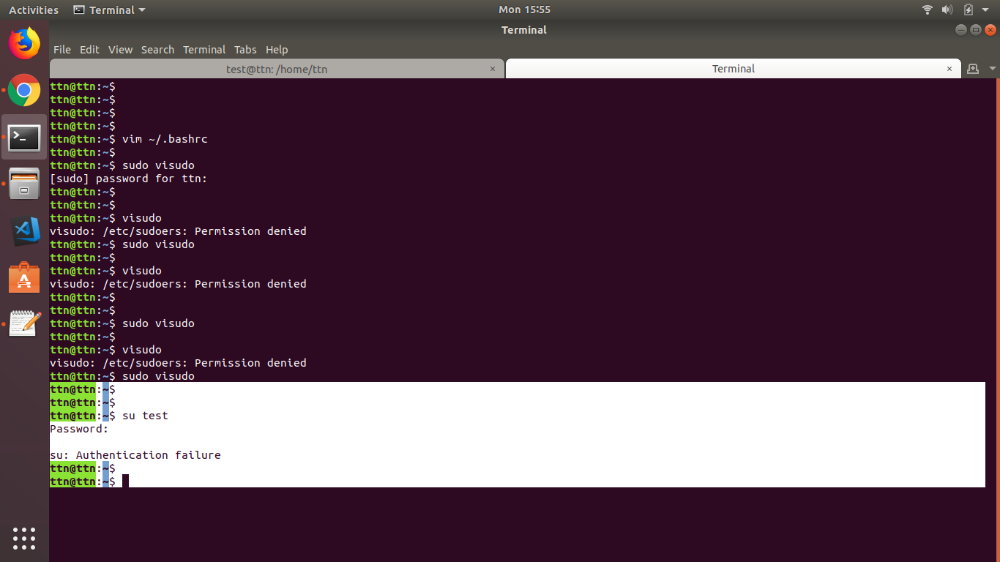 Activities
Terminal
Mon 15:55
Terminal
File Edit View Search Terminal Tabs Help
test@ttn: /home/ttn ×
Terminal ×
ttn@ttn:~$
ttn@ttn:~$
ttn@ttn:~$
ttn@ttn:~$
ttn@ttn:~$ vim ~/.bashrc
ttn@ttn:~$
ttn@ttn:~$ sudo visudo
[sudo] password for ttn:
ttn@ttn:~$
ttn@ttn:~$
ttn@ttn:~$ visudo
visudo: /etc/sudoers: Permission denied
ttn@ttn:~$ sudo visudo
ttn@ttn:~$
ttn@ttn:~$ visudo
visudo: /etc/sudoers: Permission denied
ttn@ttn:~$
ttn@ttn:~$
ttn@ttn:~$ sudo visudo
ttn@ttn:~$
ttn@ttn:~$ visudo
visudo: /etc/sudoers: Permission denied
ttn@ttn:~$ sudo visudo
ttn@ttn:~$
ttn@ttn:~$
ttn@ttn:~$ su test
Password:
su: Authentication failure
ttn@ttn:~$
ttn@ttn:~$